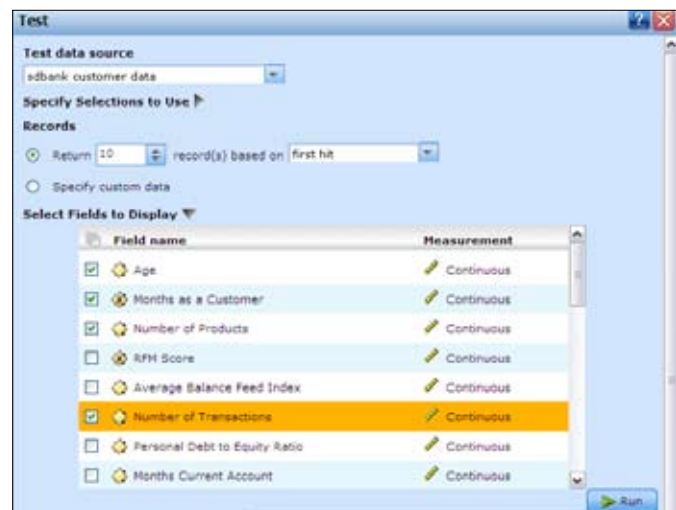 Test
?
Test data source
sdbank customer data
Specify Selections to Use
Records
Return 10 record(s) based on first hit
Specify custom data
Select Fields to Display
Field name Measurement
Age Continuous
Months as a Customer Continuous
Number of Products Continuous
RFM Score Continuous
Average Balance Feed Index Continuous
Number of Transactions Continuous
Personal Debt to Equity Ratio Continuous
Months Current Account Continuous
Run